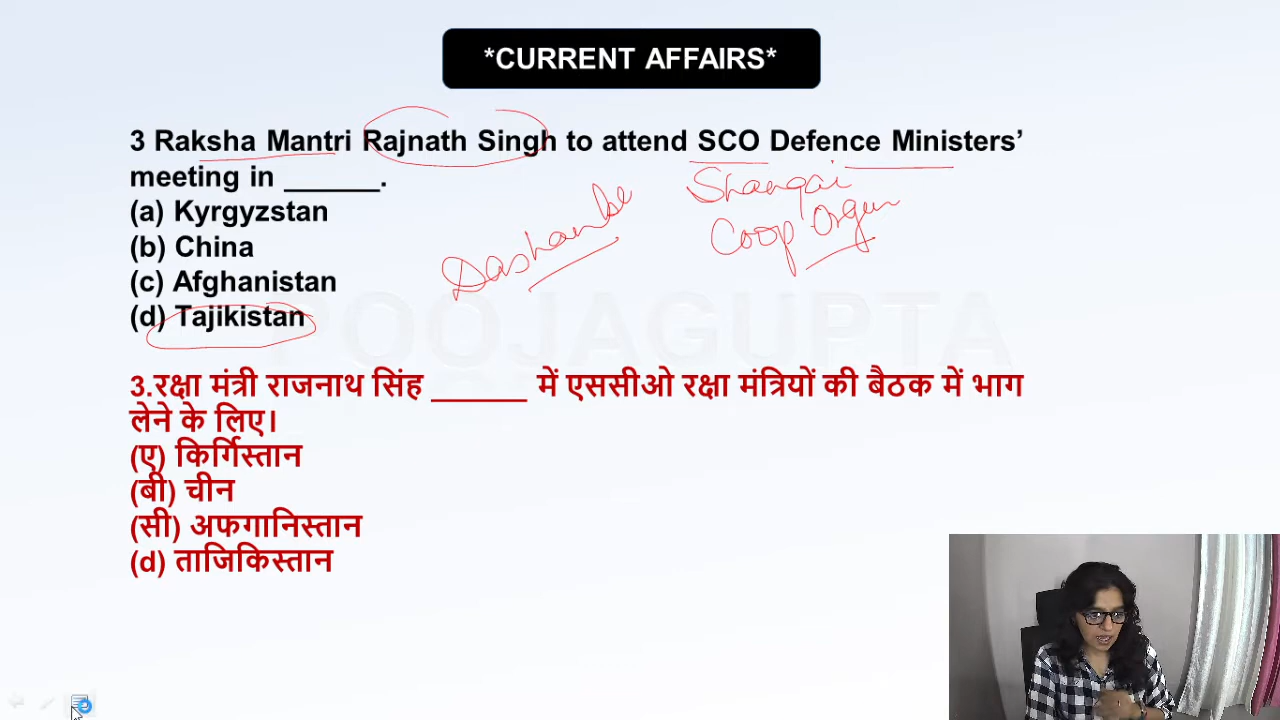 *CURRENT AFFAIRS*
3 Raksha Mantri Rajnath Singh to attend SCO Defence Ministers’
meeting in ______.
Shangai
(a) Kyrgyzstan
Dashanbe
Coop Organ
(b) China
(c) Afghanistan
(d) Tajikistan
POOJAGUPTA
3.रक्षा मंत्री राजनाथ सिंह ______ में एससीओ रक्षा मंत्रियों की बैठक में भाग
लेने के लिए।
(ए) किर्गिस्तान
(बी) चीन
(सी) अफगानिस्तान
(d) ताजिकिस्तान